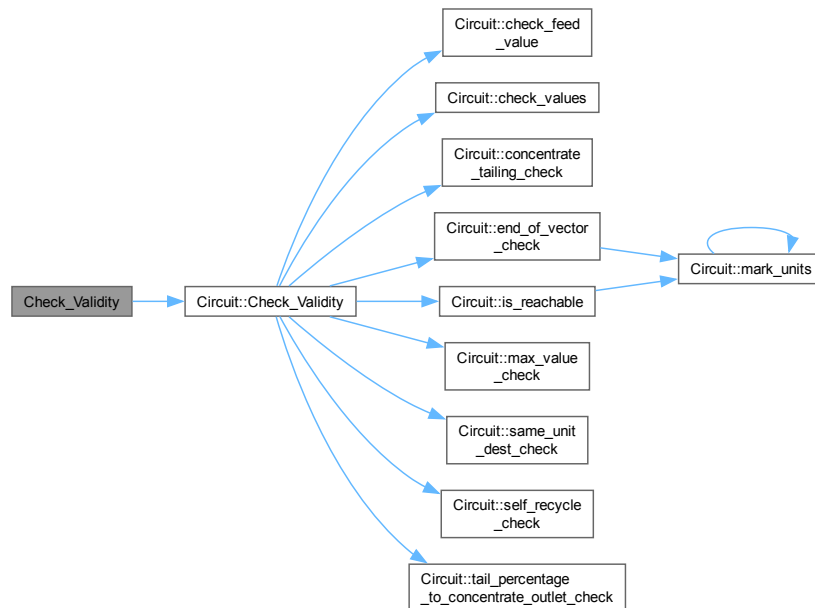 Circuit::check_feed
_value
Circuit::check_values
Circuit::concentrate
_tailing_check
Circuit::end_of_vector
_check
Circuit::mark_units
Check_Validity
Circuit::Check_Validity
Circuit::is_reachable
Circuit::max_value
_check
Circuit::same_unit
_dest_check
Circuit::self_recycle
_check
Circuit::tail_percentage
_to_concentrate_outlet_check